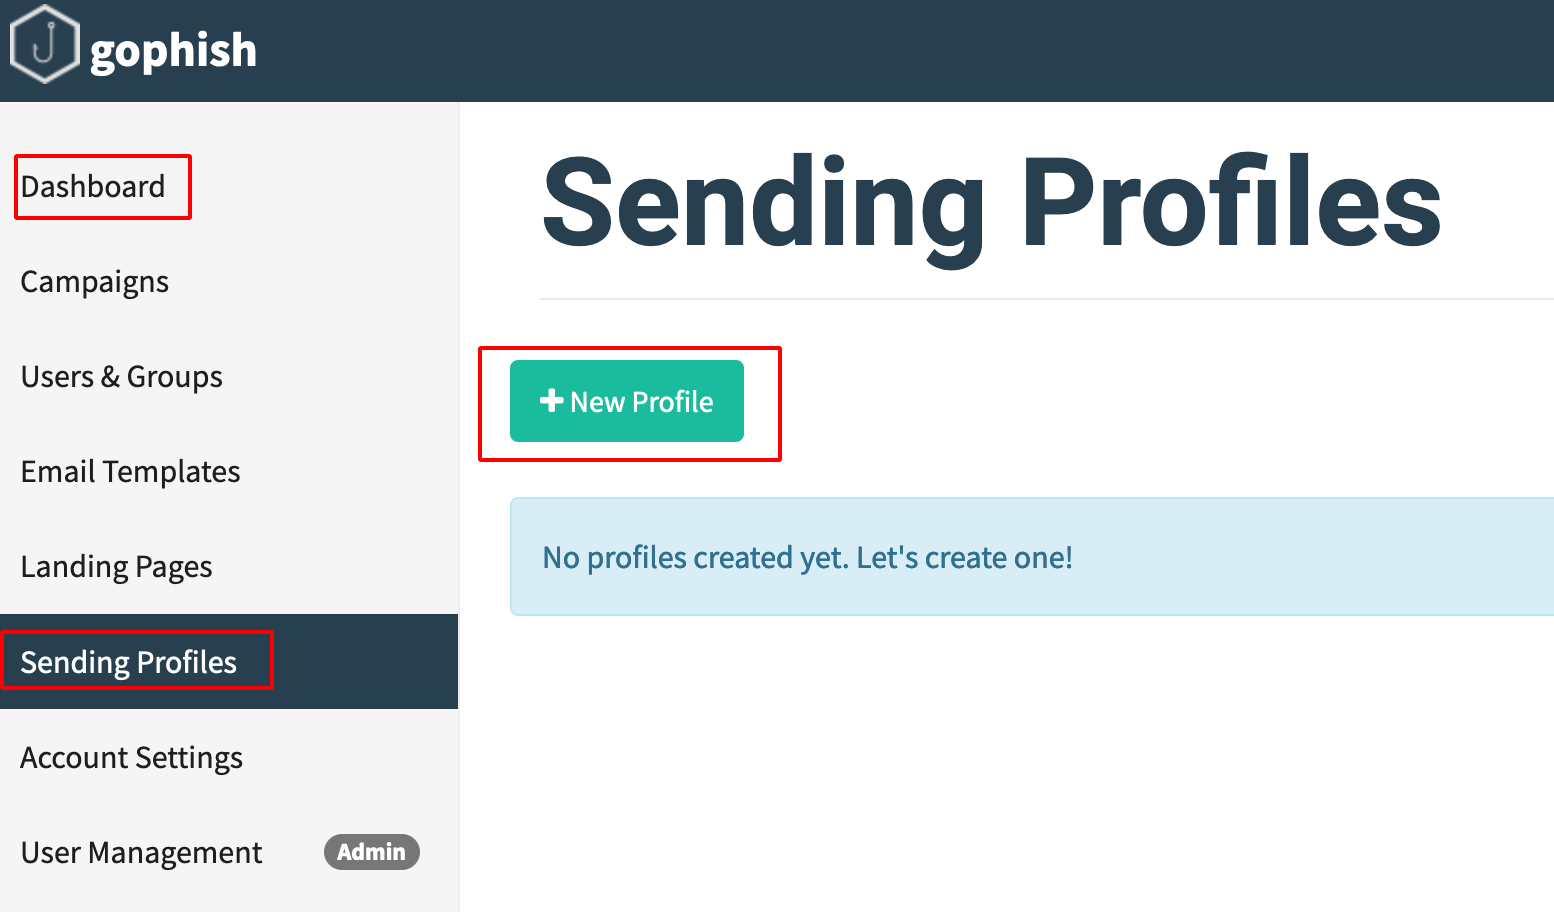 gophish
Dashboard
Campaigns
Users & Groups
Email Templates
Landing Pages
Sending Profiles
Account Settings
User Management Admin
Sending Profiles
New Profile
No profiles created yet. Let's create one!